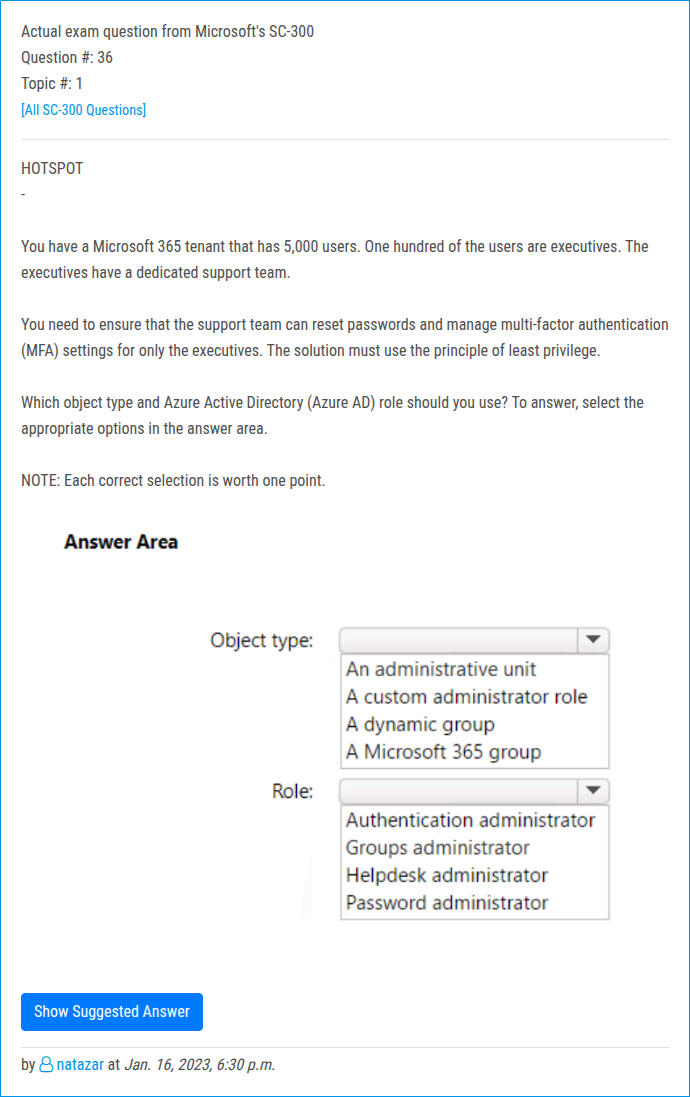 Actual exam question from Microsoft's SC-300
Question #: 36
Topic #: 1
[All SC-300 Questions]
HOTSPOT
-
You have a Microsoft 365 tenant that has 5,000 users. One hundred of the users are executives. The
executives have a dedicated support team.
You need to ensure that the support team can reset passwords and manage multi-factor authentication
(MFA) settings for only the executives. The solution must use the principle of least privilege.
Which object type and Azure Active Directory (Azure AD) role should you use? To answer, select the
appropriate options in the answer area.
NOTE: Each correct selection is worth one point.
Answer Area
Object type:
An administrative unit
A custom administrator role
A dynamic group
A Microsoft 365 group
Role:
Authentication administrator
Groups administrator
Helpdesk administrator
Password administrator
Show Suggested Answer
by natazar at Jan. 16, 2023, 6:30 p.m.